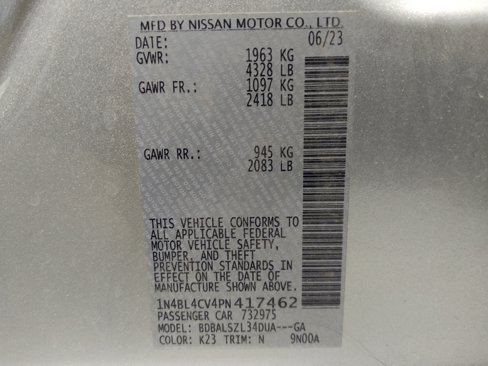 MFD BY NISSAN MOTOR CO., LTD.
DATE: 06/23
GVWR: 1963 KG
4328 LB
GAWR FR.: 1097 KG
2418 LB
GAWR RR.: 945 KG
2083 LB
THIS VEHICLE CONFORMS TO
ALL APPLICABLE FEDERAL
MOTOR VEHICLE SAFETY,
BUMPER, AND THEFT
PREVENTION STANDARDS IN
EFFECT ON THE DATE OF
MANUFACTURE SHOWN ABOVE.
1N4BL4CV4PN417462
PASSENGER CAR 732975
MODEL: BDBALSZL34DUA---GA
COLOR: K23 TRIM: N 9N00A